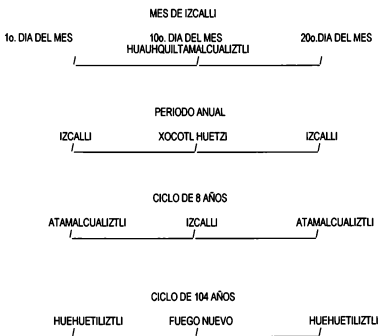 MES DE IZCALLI
1o. DIA DEL MES 10o. DIA DEL MES 20o.DIA DEL MES
HUAUHQUILTAMALCUALIZTLI
PERIODO ANUAL
IZCALLI XOCOTL HUETZI IZCALLI
CICLO DE 8 AÑOS
ATAMALCUALIZTLI IZCALLI ATAMALCUALIZTLI
CICLO DE 104 AÑOS
HUEHUETILIZTLI FUEGO NUEVO HUEHUETILIZTLI